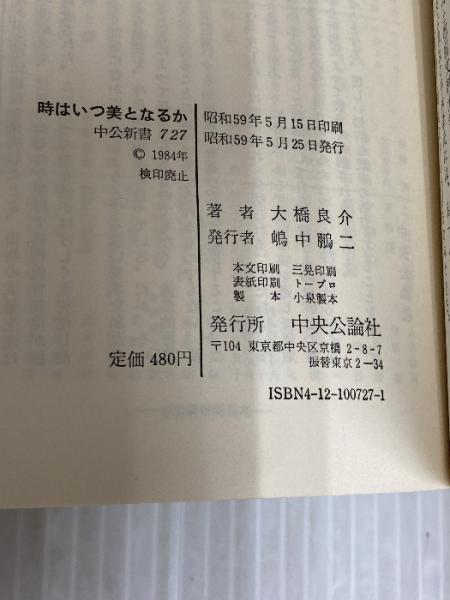 時はいつ美となるか
中公新書 727
© 1984年
検印廃止
定価 480円
昭和59年5月15日印刷
昭和59年5月25日発行
著者 大橋良介
発行者 嶋中鵬二
本文印刷 三晃印刷
表紙印刷 トープロ
製本 小泉製本
発行所 中央公論社
〒104 東京都中央区京橋 2-8-7
振替東京 2-34
ISBN4-12-100727-1